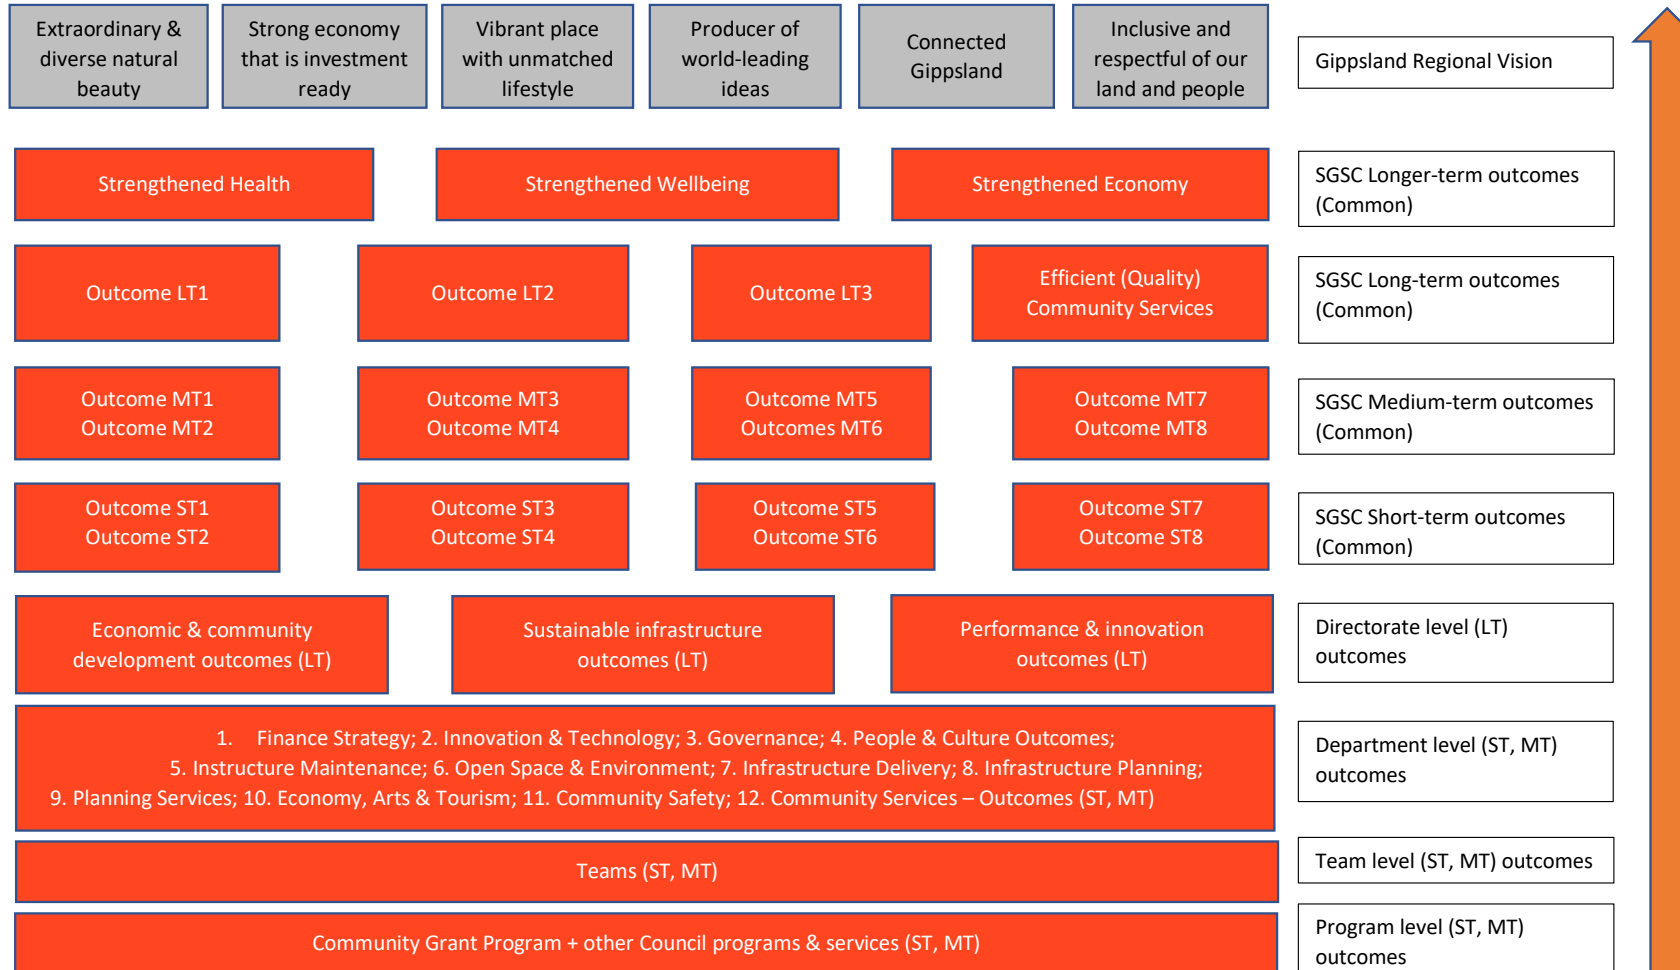 Extraordinary &
diverse natural
beauty
Strong economy
that is investment
ready
Vibrant place
with unmatched
lifestyle
Producer of
world-leading
ideas
Connected
Gippsland
Inclusive and
respectful of our
land and people
Gippsland Regional Vision
Strengthened Health
Strengthened Wellbeing
Strengthened Economy
SGSC Longer-term outcomes
(Common)
Outcome LT1
Outcome LT2
Outcome LT3
Efficient (Quality)
Community Services
SGSC Long-term outcomes
(Common)
Outcome MT1
Outcome MT2
Outcome MT3
Outcome MT4
Outcome MT5
Outcomes MT6
Outcome MT7
Outcome MT8
SGSC Medium-term outcomes
(Common)
Outcome ST1
Outcome ST2
Outcome ST3
Outcome ST4
Outcome ST5
Outcome ST6
Outcome ST7
Outcome ST8
SGSC Short-term outcomes
(Common)
Economic & community
development outcomes (LT)
Sustainable infrastructure
outcomes (LT)
Performance & innovation
outcomes (LT)
Directorate level (LT)
outcomes
1. Finance Strategy; 2. Innovation & Technology; 3. Governance; 4. People & Culture Outcomes;
5. Instructure Maintenance; 6. Open Space & Environment; 7. Infrastructure Delivery; 8. Infrastructure Planning;
9. Planning Services; 10. Economy, Arts & Tourism; 11. Community Safety; 12. Community Services – Outcomes (ST, MT)
Department level (ST, MT)
outcomes
Teams (ST, MT)
Team level (ST, MT) outcomes
Community Grant Program + other Council programs & services (ST, MT)
Program level (ST, MT)
outcomes